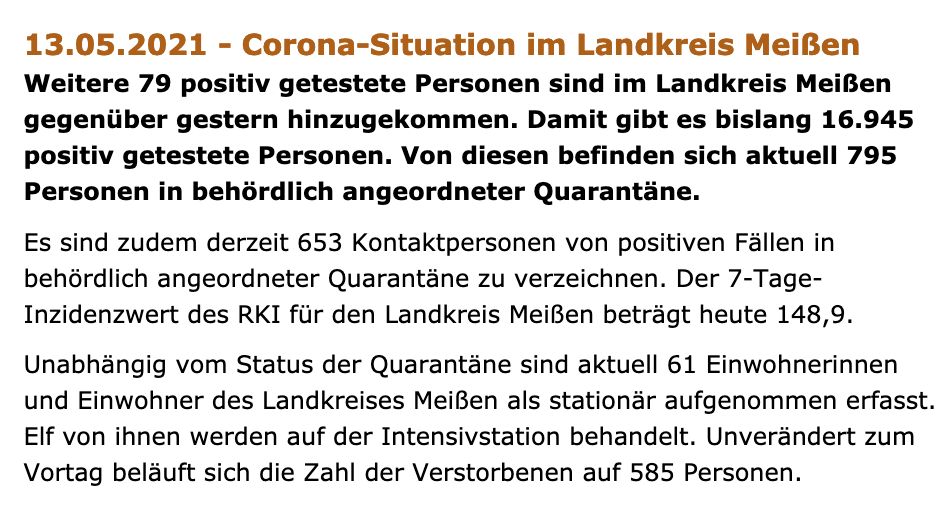 13.05.2021 - Corona-Situation im Landkreis Meißen
Weitere 79 positiv getestete Personen sind im Landkreis Meißen
gegenüber gestern hinzugekommen. Damit gibt es bislang 16.945
positiv getestete Personen. Von diesen befinden sich aktuell 795
Personen in behördlich angeordneter Quarantäne.
Es sind zudem derzeit 653 Kontaktpersonen von positiven Fällen in
behördlich angeordneter Quarantäne zu verzeichnen. Der 7-Tage-
Inzidenzwert des RKI für den Landkreis Meißen beträgt heute 148,9.
Unabhängig vom Status der Quarantäne sind aktuell 61 Einwohnerinnen
und Einwohner des Landkreises Meißen als stationär aufgenommen erfasst.
Elf von ihnen werden auf der Intensivstation behandelt. Unverändert zum
Vortag beläuft sich die Zahl der Verstorbenen auf 585 Personen.